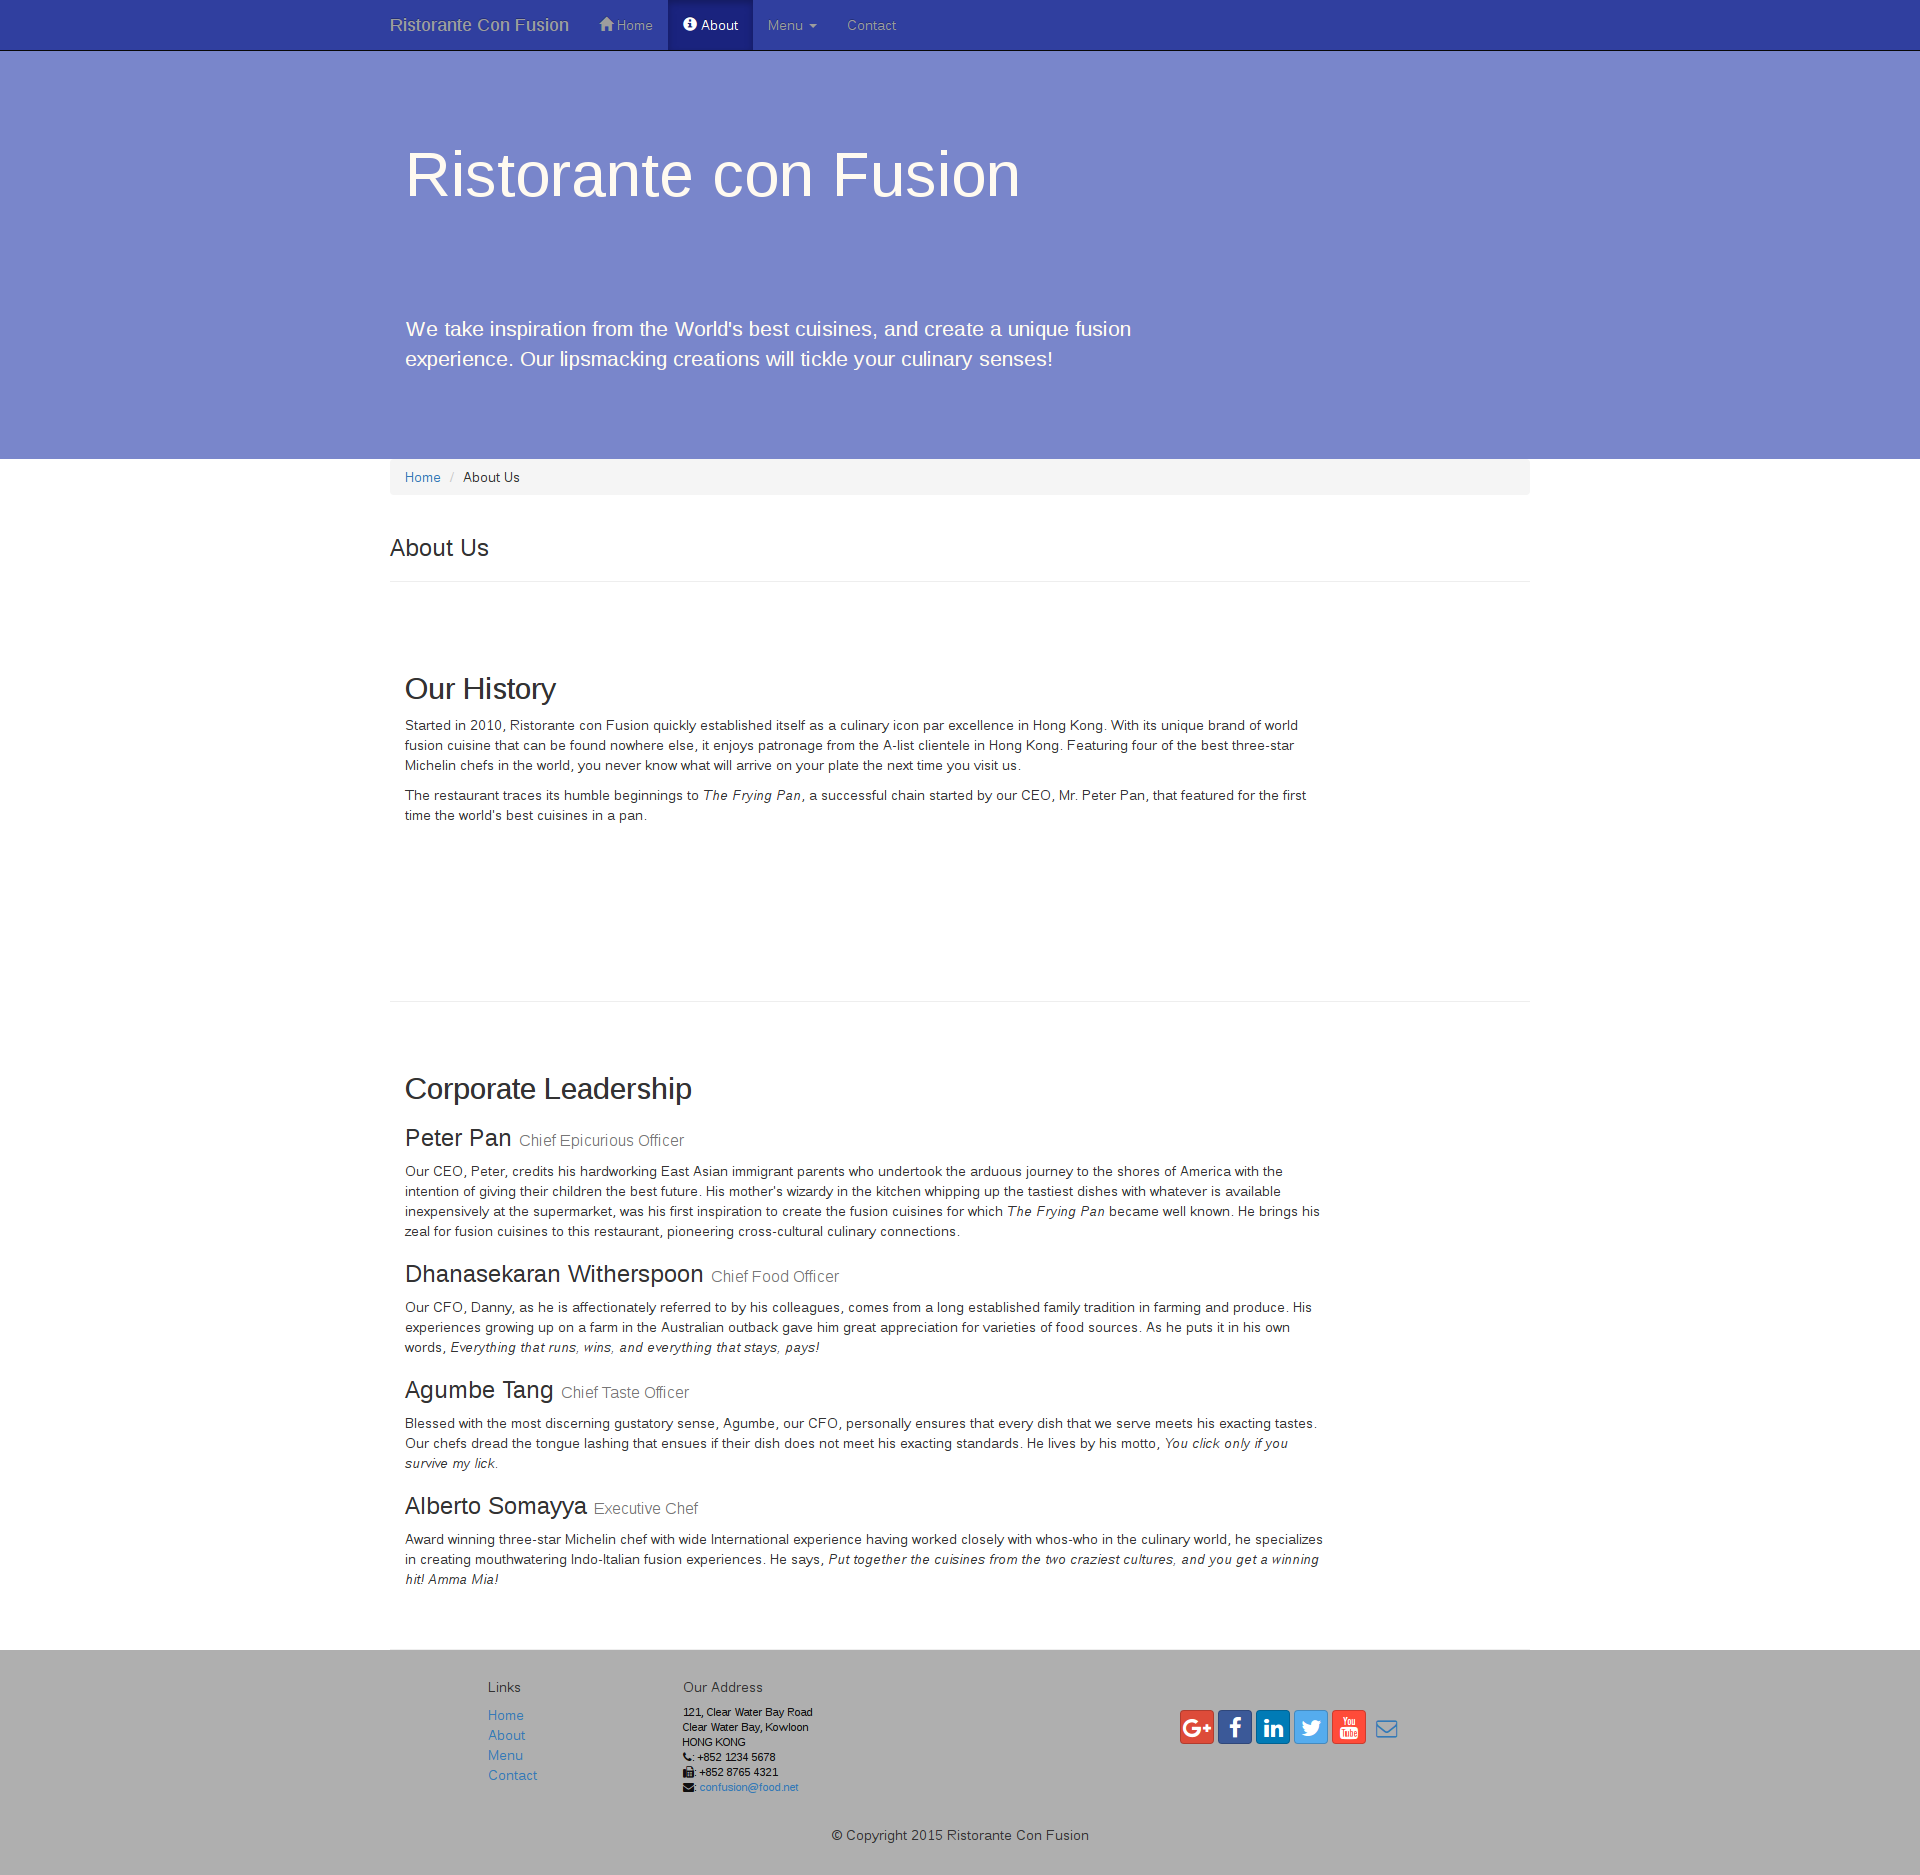 Ristorante Con Fusion Home About Menu Contact
Ristorante con Fusion
We take inspiration from the World's best cuisines, and create a unique fusion
experience. Our lipsmacking creations will tickle your culinary senses!
Home / About Us
About Us
Our History
Started in 2010, Ristorante con Fusion quickly established itself as a culinary icon par excellence in Hong Kong. With its unique brand of world
fusion cuisine that can be found nowhere else, it enjoys patronage from the A-list clientele in Hong Kong. Featuring four of the best three-star
Michelin chefs in the world, you never know what will arrive on your plate the next time you visit us.
The restaurant traces its humble beginnings to The Frying Pan, a successful chain started by our CEO, Mr. Peter Pan, that featured for the first
time the world's best cuisines in a pan.
Corporate Leadership
Peter Pan Chief Epicurious Officer
Our CEO, Peter, credits his hardworking East Asian immigrant parents who undertook the arduous journey to the shores of America with the
intention of giving their children the best future. His mother's wizardy in the kitchen whipping up the tastiest dishes with whatever is available
inexpensively at the supermarket, was his first inspiration to create the fusion cuisines for which The Frying Pan became well known. He brings his
zeal for fusion cuisines to this restaurant, pioneering cross-cultural culinary connections.
Dhanasekaran Witherspoon Chief Food Officer
Our CFO, Danny, as he is affectionately referred to by his colleagues, comes from a long established family tradition in farming and produce. His
experiences growing up on a farm in the Australian outback gave him great appreciation for varieties of food sources. As he puts it in his own
words, Everything that runs, wins, and everything that stays, pays!
Agumbe Tang Chief Taste Officer
Blessed with the most discerning gustatory sense, Agumbe, our CFO, personally ensures that every dish that we serve meets his exacting tastes.
Our chefs dread the tongue lashing that ensues if their dish does not meet his exacting standards. He lives by his motto, You click only if you
survive my lick.
Alberto Somayya Executive Chef
Award winning three-star Michelin chef with wide International experience having worked closely with whos-who in the culinary world, he specializes
in creating mouthwatering Indo-Italian fusion experiences. He says, Put together the cuisines from the two craziest cultures, and you get a winning
hit! Amma Mia!
Links
Home
About
Menu
Contact
Our Address
121, Clear Water Bay Road
Clear Water Bay, Kowloon
HONG KONG
: +852 1234 5678
: +852 8765 4321
: confusion@food.net
G+ f in You Tube
© Copyright 2015 Ristorante Con Fusion